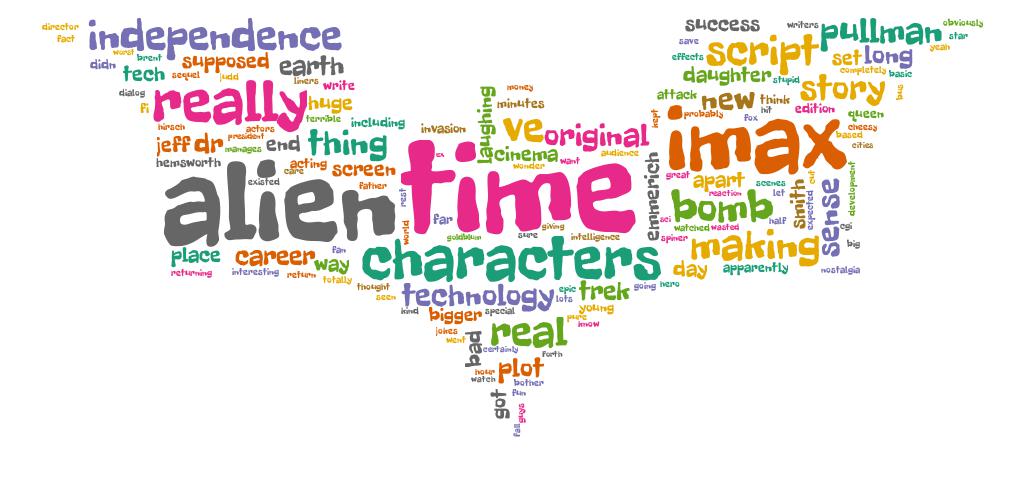 director
fact
independence
success
writers
pullman
obviously
star
worst
brent
didn
tech
supposed
earth
save
effects
script
set
long
yeah
sequel
judd
liners
write
daughter
stupid
completely
basic
dialog
fi
really
huge
terrible
laughing
money
minutes
attack
new
think
story
bus
hirsch
actors
including
invasion
ve
original
kept
probably
fox
hit
edition
queen
cheesy
jeff
dr
president
manages
end
thing
cinema
audience
want
wonder
imax
based
cities
hemsworth
acting
care
screen
father
existed
alien
time
great
apart
scenes
cut
reaction
let
smith
expected
sense
development
emmerich
rest
world
far
goldblum
sure
giving
intelligence
sci
bomb
half
watched
wasted
spiner
cgi
big
place
career
way
fan
characters
making
returning
interesting
return
totally
day
apparently
nostalgia
thought
seen
technology
epic
lots
trek
going
hero
kind
bigger
special
young
pure
know
jokes
went
bad
real
certainly
forth
hour
watch
plot
bother
got
fun
guys
fall